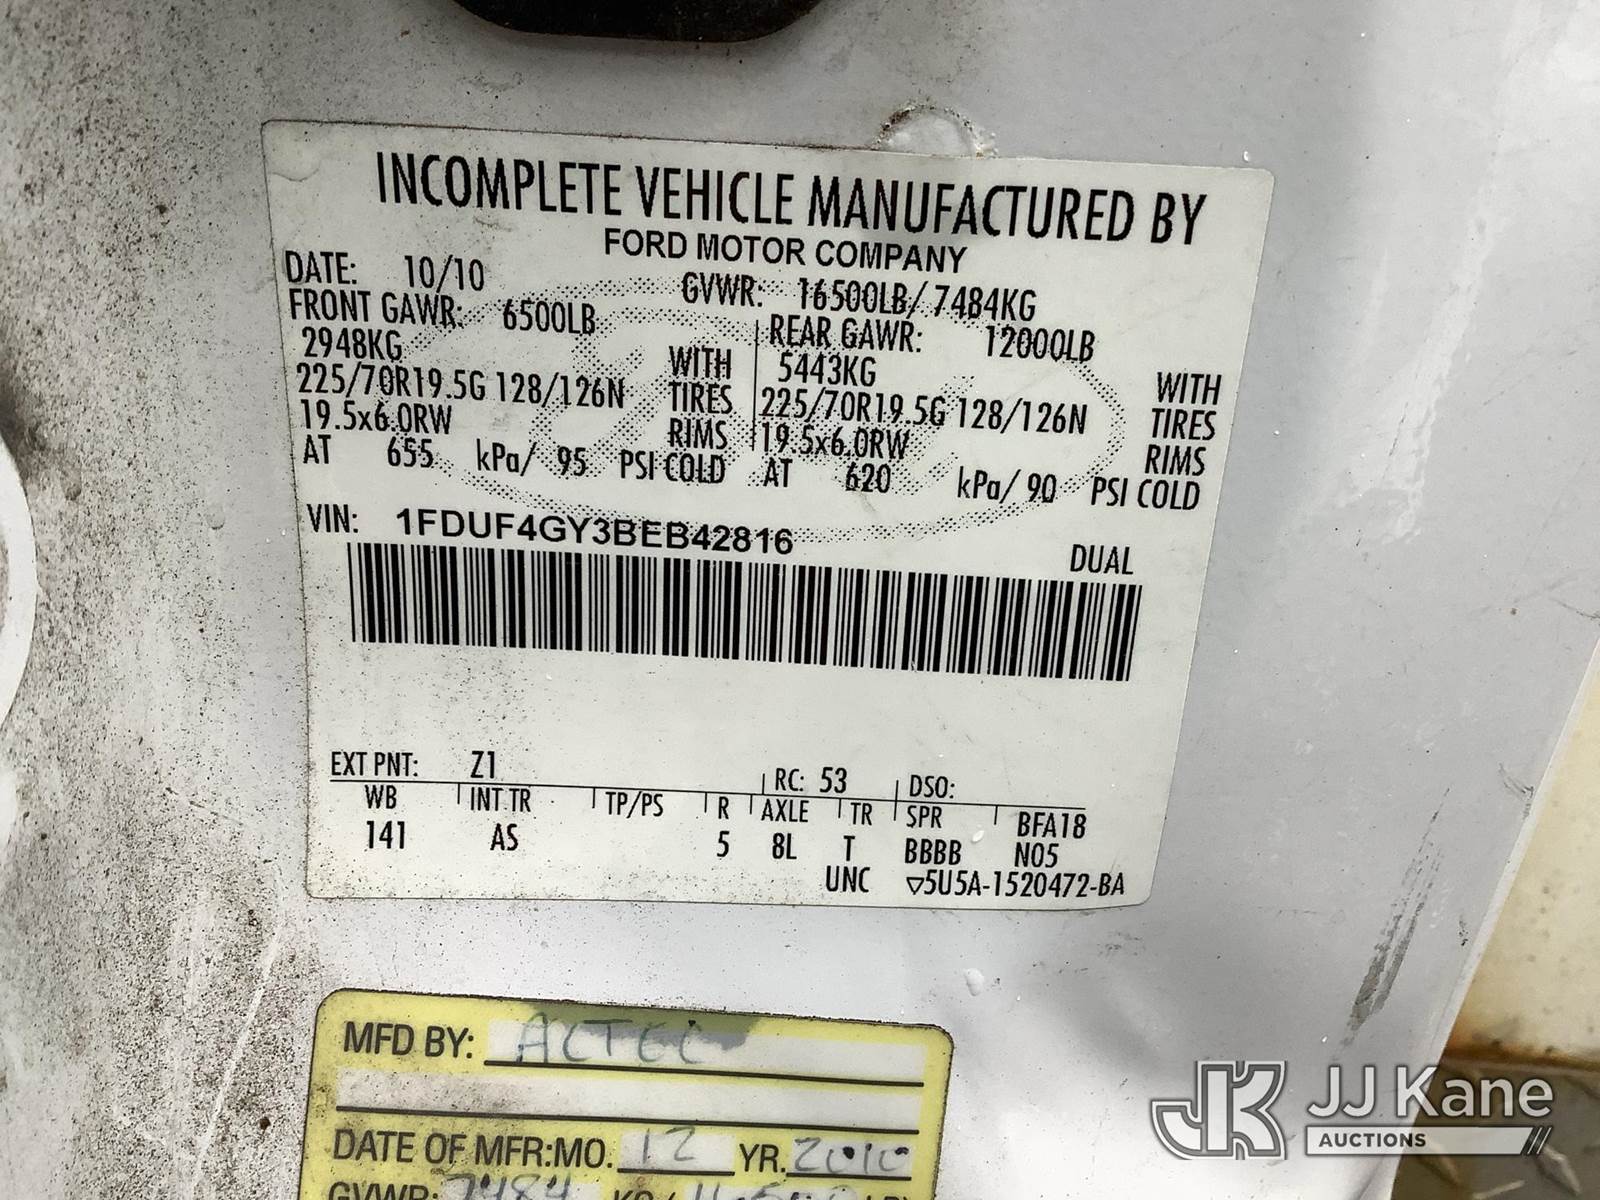 INCOMPLETE VEHICLE MANUFACTURED BY
FORD MOTOR COMPANY
DATE: 10/10 GVWR: 16500LB/ 7484KG
FRONT GAWR: 6500LB REAR GAWR: 12000LB
2948KG WITH 5443KG WITH
225/70R19.5G 128/126N TIRES 225/70R19.5G 128/126N TIRES
19.5x6.0RW RIMS 19.5x6.0RW RIMS
AT 655 kPa/ 95 PSI COLD AT 620 kPa/ 90 PSI COLD
VIN: 1FDUF4GY3BEB42816
DUAL
EXT PNT: Z1 RC: 53 DSO:
WB INT TR TP/PS R AXLE TR SPR BFA18
141 AS 5 8L T BBBB N05
UNC 5U5A-1520472-BA
MFD BY: ALTEC
DATE OF MFR:MO. 12 YR. 2010
GVWR: 7484
JK JJ Kane
AUCTIONS